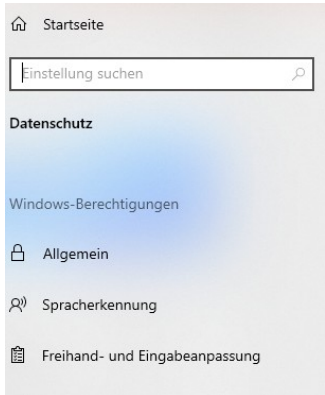 Startseite
Einstellung suchen
Datenschutz
Windows-Berechtigungen
Allgemein
Spracherkennung
Freihand- und Eingabeanpassung